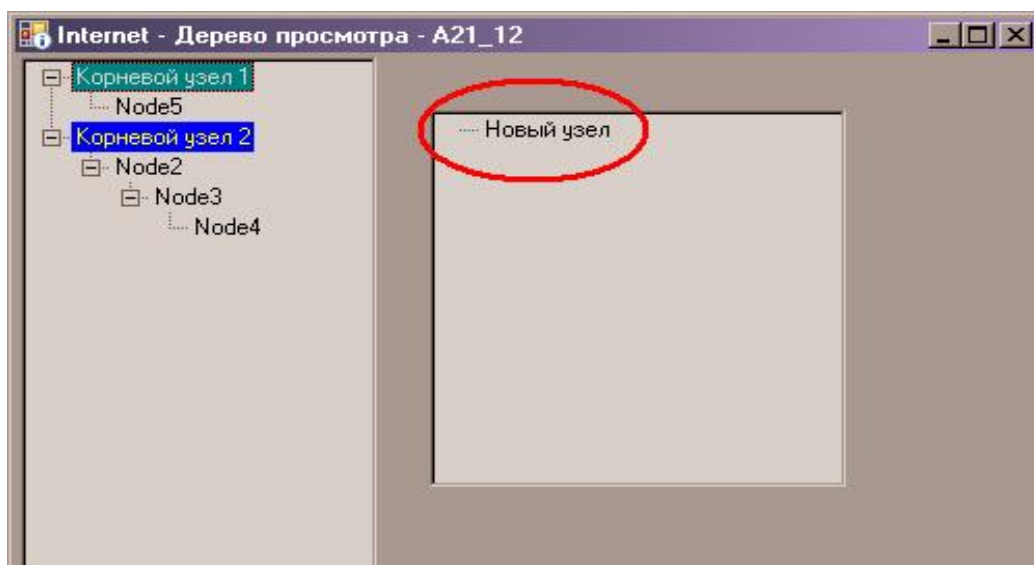 Internet - Дерево просмотра - A21_12
Корневой узел 1
Node5
Корневой узел 2
Node2
Node3
Node4
Новый узел